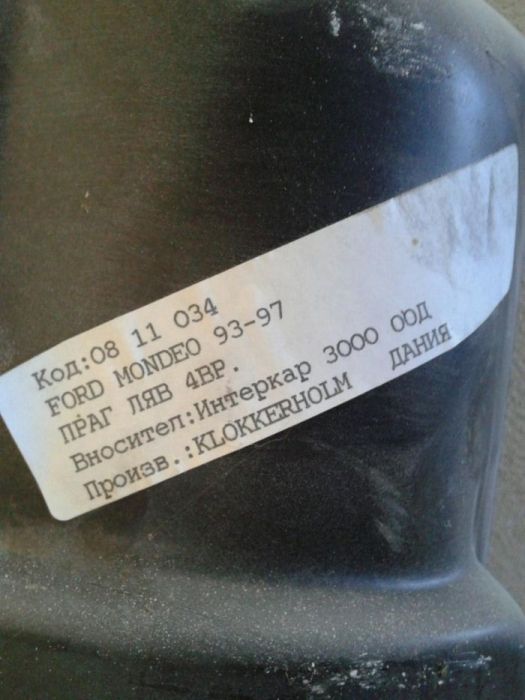 Код:08 11 034
FORD MONDEO 93-97
ПРАГ ЛЯВ 4ВР.
Вносител:Интеркар 3000 ООД
Произв.:KLOKKERHOLM ДАНИЯ